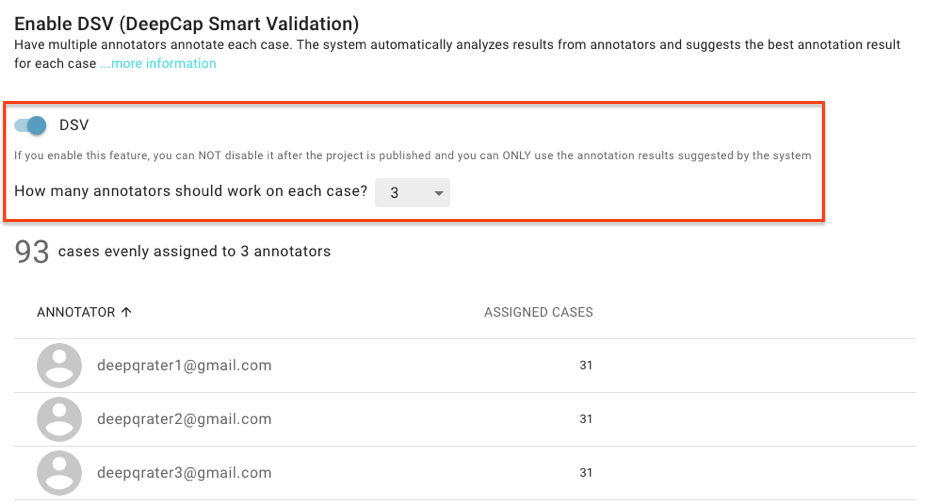 Enable DSV (DeepCap Smart Validation)
Have multiple annotators annotate each case. The system automatically analyzes results from annotators and suggests the best annotation result
for each case ...more information
DSV
If you enable this feature, you can NOT disable it after the project is published and you can ONLY use the annotation results suggested by the system
How many annotators should work on each case? 3
93 cases evenly assigned to 3 annotators
ANNOTATOR ↑ ASSIGNED CASES
deepqrater1@gmail.com 31
deepqrater2@gmail.com 31
deepqrater3@gmail.com 31